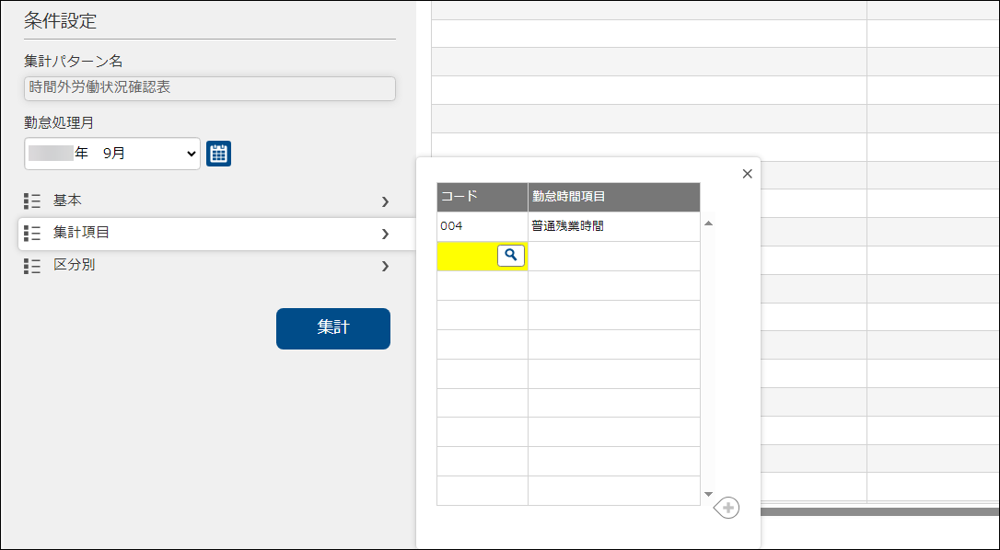 条件設定
集計パターン名
時間外労働状況確認表
勤怠処理月
年 9月
基本
集計項目
区分別
集計
コード 勤怠時間項目
004 普通残業時間